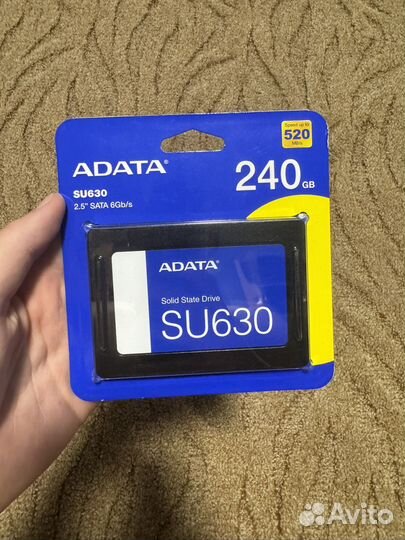 Speed up to
520
MB/s
ADATA
240 GB
SU630
2.5" SATA 6Gb/s
ADATA
Solid State Drive
SU630
Avito